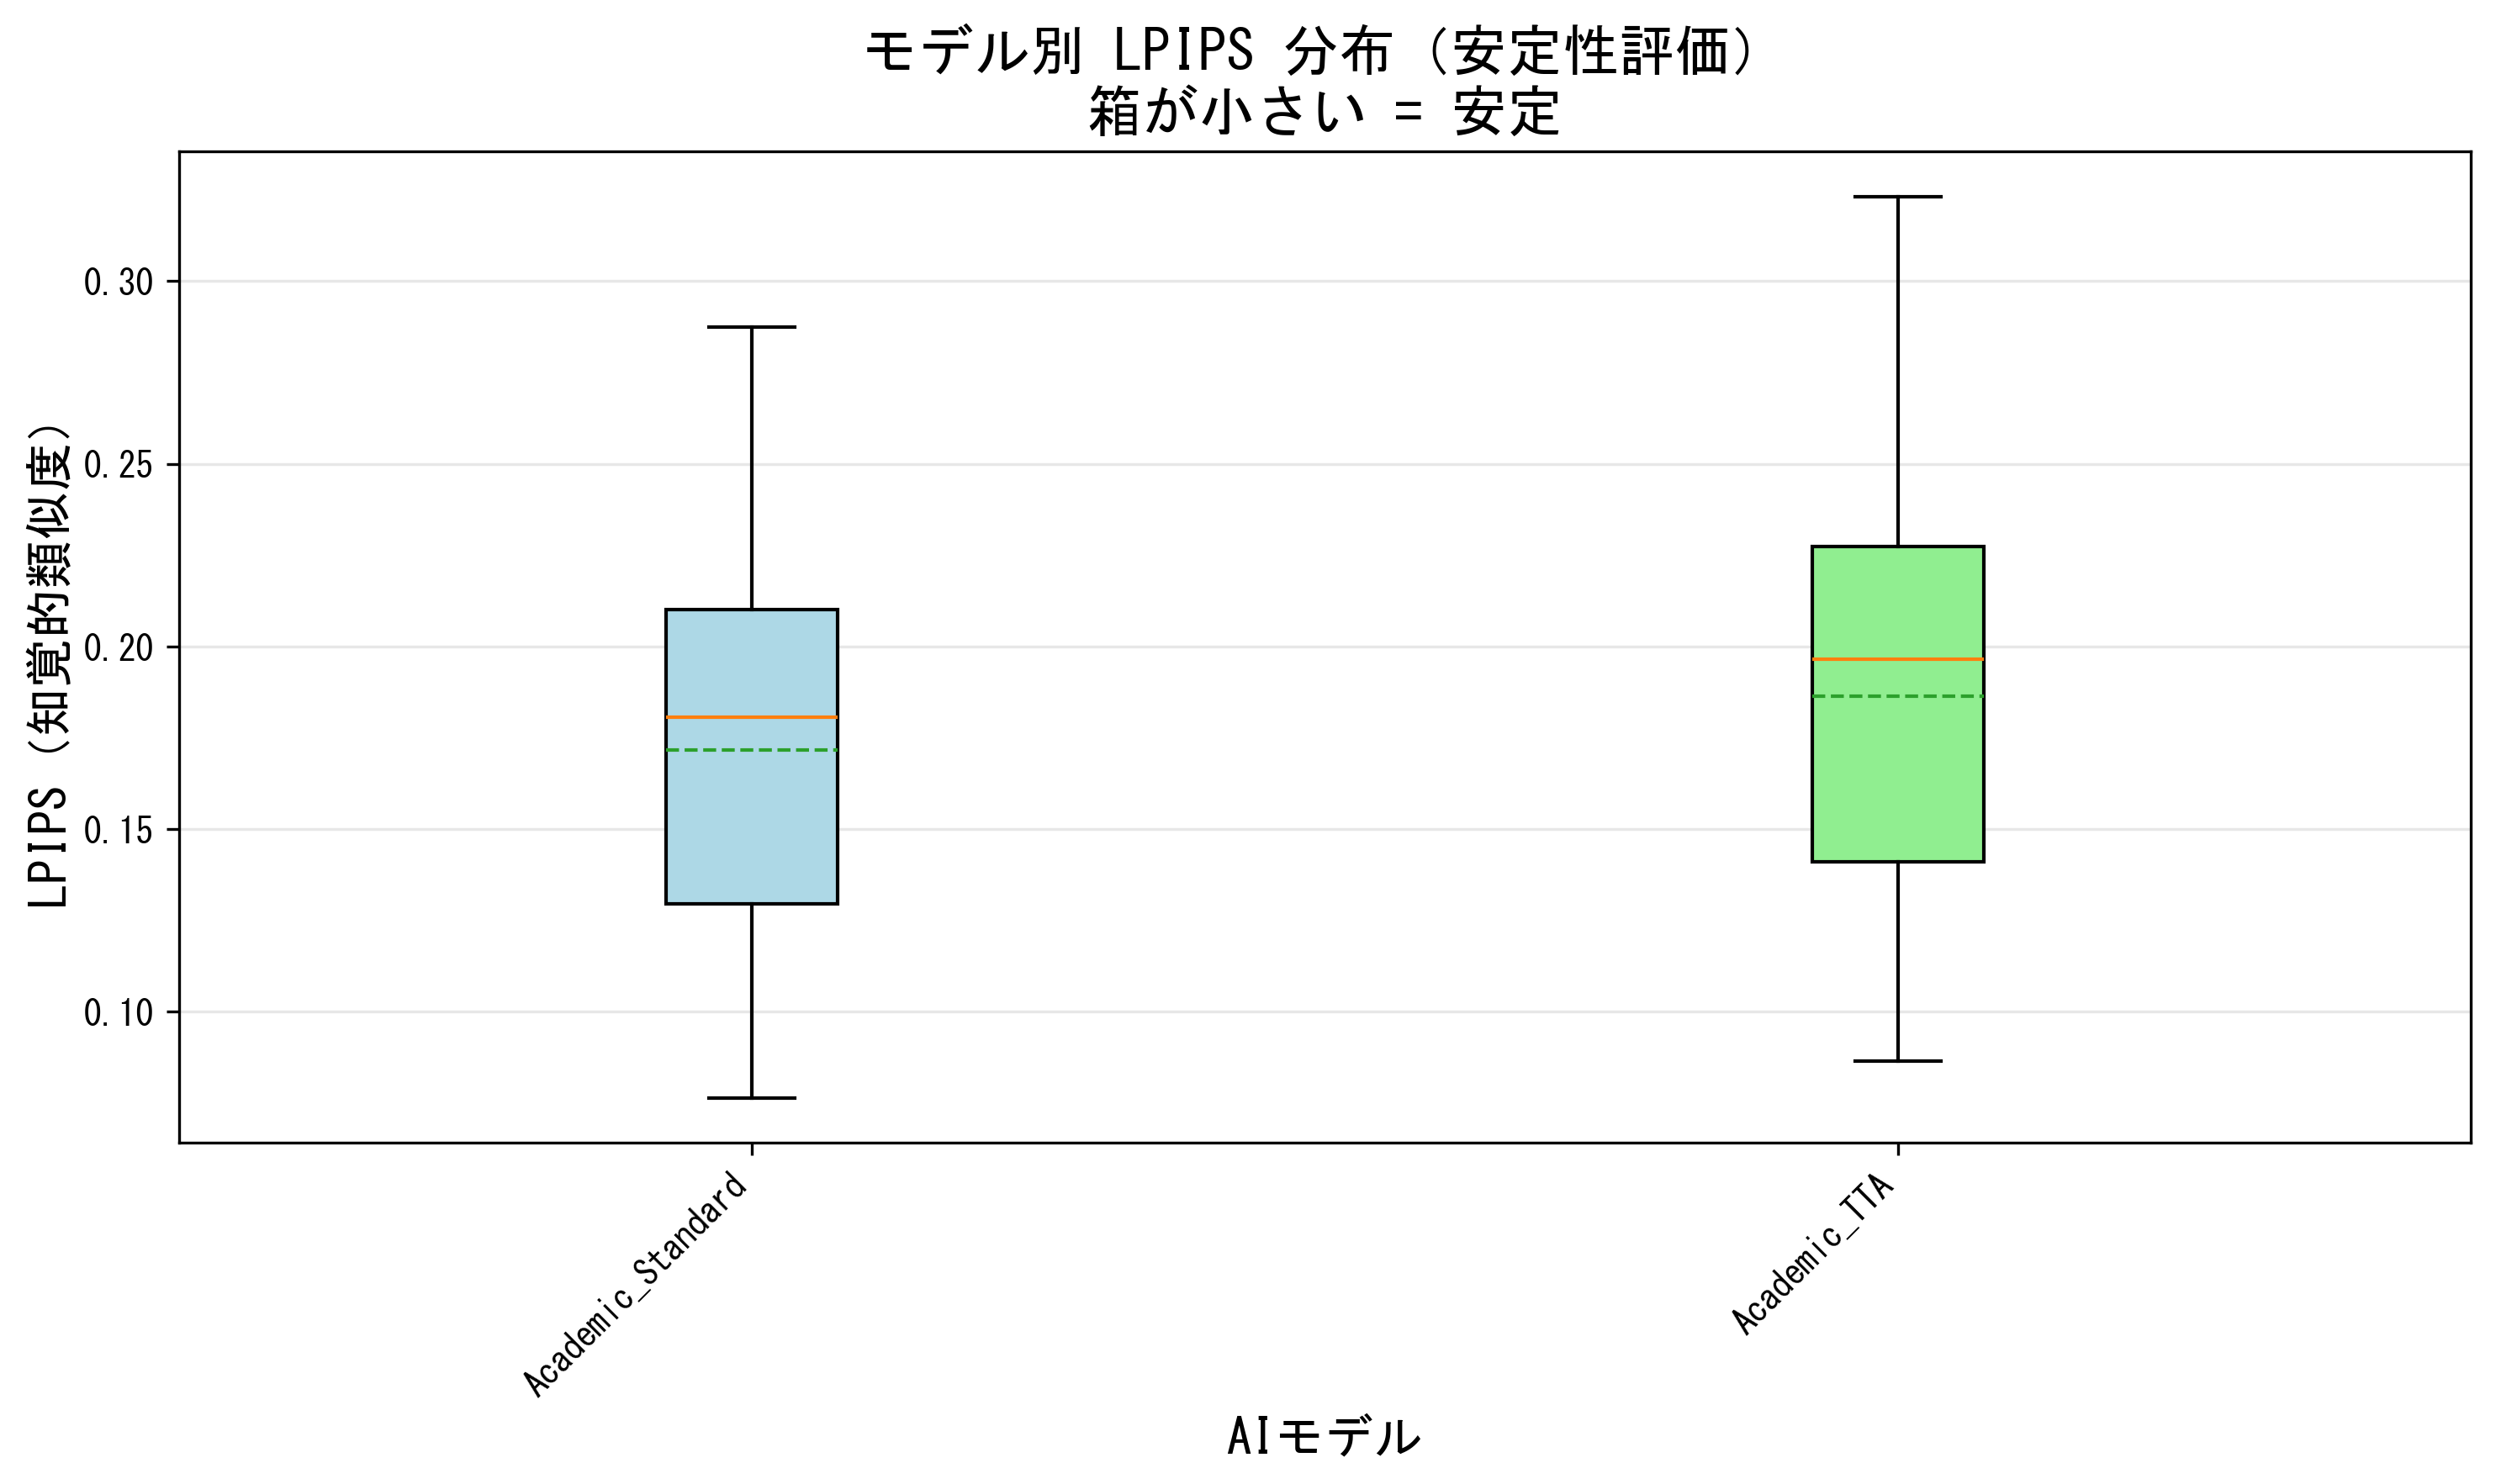 モデル別 LPIPS 分布 (安定性評価)
箱が小さい = 安定
LPIPS (知覚的類似度)
0.30
0.25
0.20
0.15
0.10
Academic_Standard
Academic_TTA
AIモデル